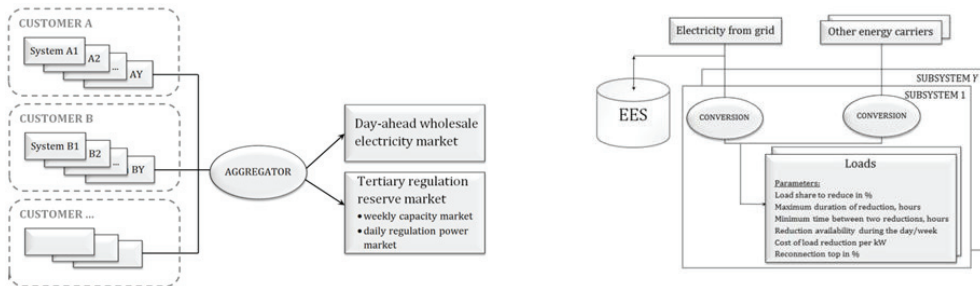 CUSTOMER A
System A1
A2
...
AY
CUSTOMER B
System B1
B2
...
BY
CUSTOMER ...
AGGREGATOR
Day-ahead wholesale
electricity market
Tertiary regulation
reserve market
• weekly capacity market
• daily regulation power
market
Electricity from grid
Other energy carriers
SUBSYSTEM Y
SUBSYSTEM 1
EES
CONVERSION
CONVERSION
Loads
Parameters:
Load share to reduce in %
Maximum duration of reduction, hours
Minimum time between two reductions, hours
Reduction availability during the day/week
Cost of load reduction per kW
Reconnection top in %